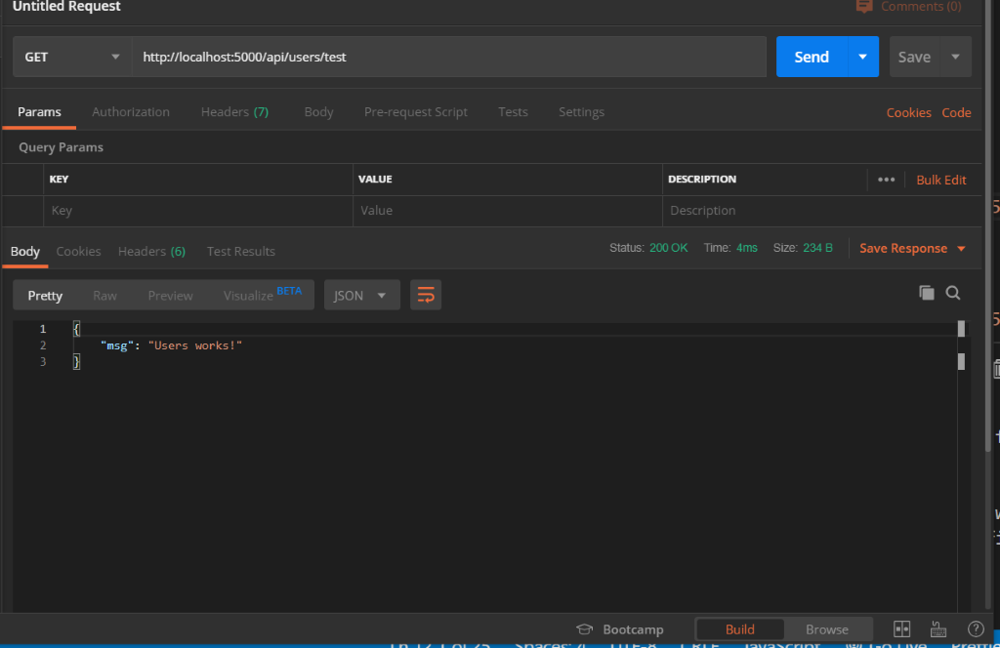 Untitled Request
Comments (0)
GET http://localhost:5000/api/users/test Send Save
Params Authorization Headers (7) Body Pre-request Script Tests Settings Cookies Code
Query Params
KEY VALUE DESCRIPTION ••• Bulk Edit
Key Value Description
Body Cookies Headers (6) Test Results Status: 200 OK Time: 4ms Size: 234 B Save Response
Pretty Raw Preview Visualize BETA JSON
1 {
2 "msg": "Users works!"
3 }
Bootcamp Build Browse